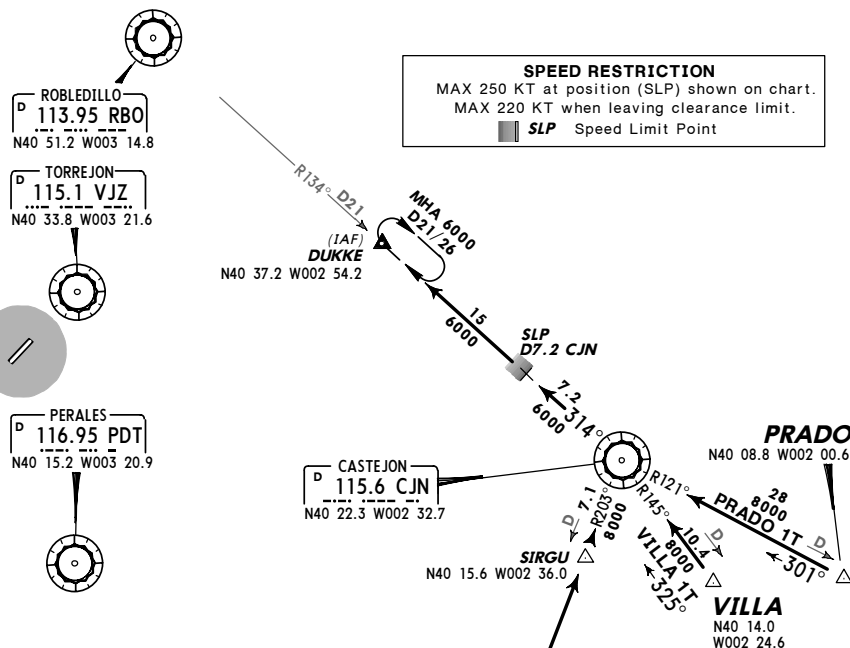 SPEED RESTRICTION
MAX 250 KT at position (SLP) shown on chart.
MAX 220 KT when leaving clearance limit.
SLP Speed Limit Point
ROBLEDILLO
D 113.95 RBO
N40 51.2 W003 14.8
TORREJON
D 115.1 VJZ
N40 33.8 W003 21.6
R134° D21
MHA 6000
D21/26
(IAF)
DUKKE
N40 37.2 W002 54.2
15
6000
SLP
D7.2 CJN
7.2
6000
314°
PERALES
D 116.95 PDT
N40 15.2 W003 20.9
CASTEJON
D 115.6 CJN
N40 22.3 W002 32.7
PRADO
N40 08.8 W002 00.6
R121°
28
8000
PRADO 1T
D
301°
R145°
10.4
D
8000
VILLA 1T
325°
D 7.1
R203°
8000
SIRGU
N40 15.6 W002 36.0
VILLA
N40 14.0
W002 24.6